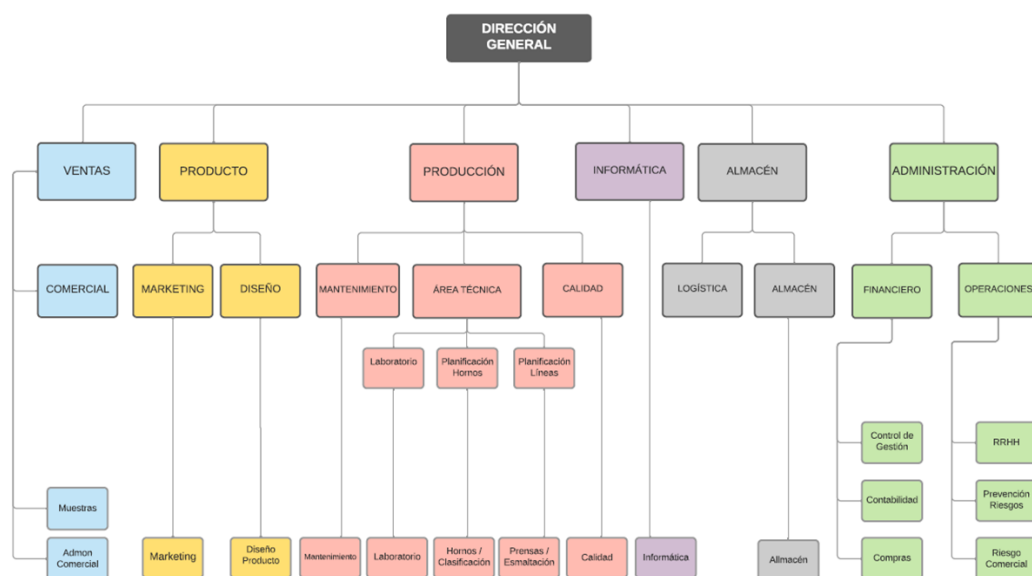 DIRECCIÓN
GENERAL
VENTAS
PRODUCTO
PRODUCCIÓN
INFORMÁTICA
ALMACÉN
ADMINISTRACIÓN
COMERCIAL
MARKETING
DISEÑO
MANTENIMIENTO
ÁREA TÉCNICA
CALIDAD
LOGÍSTICA
ALMACÉN
FINANCIERO
OPERACIONES
Laboratorio
Planificación
Hornos
Planificación
Líneas
Control de
Gestión
RRHH
Muestras
Contabilidad
Prevención
Riesgos
Admon
Comercial
Marketing
Diseño
Producto
Mantenimiento
Laboratorio
Hornos /
Clasificación
Prensas /
Esmaltación
Calidad
Informática
Allmacén
Compras
Riesgo
Comercial